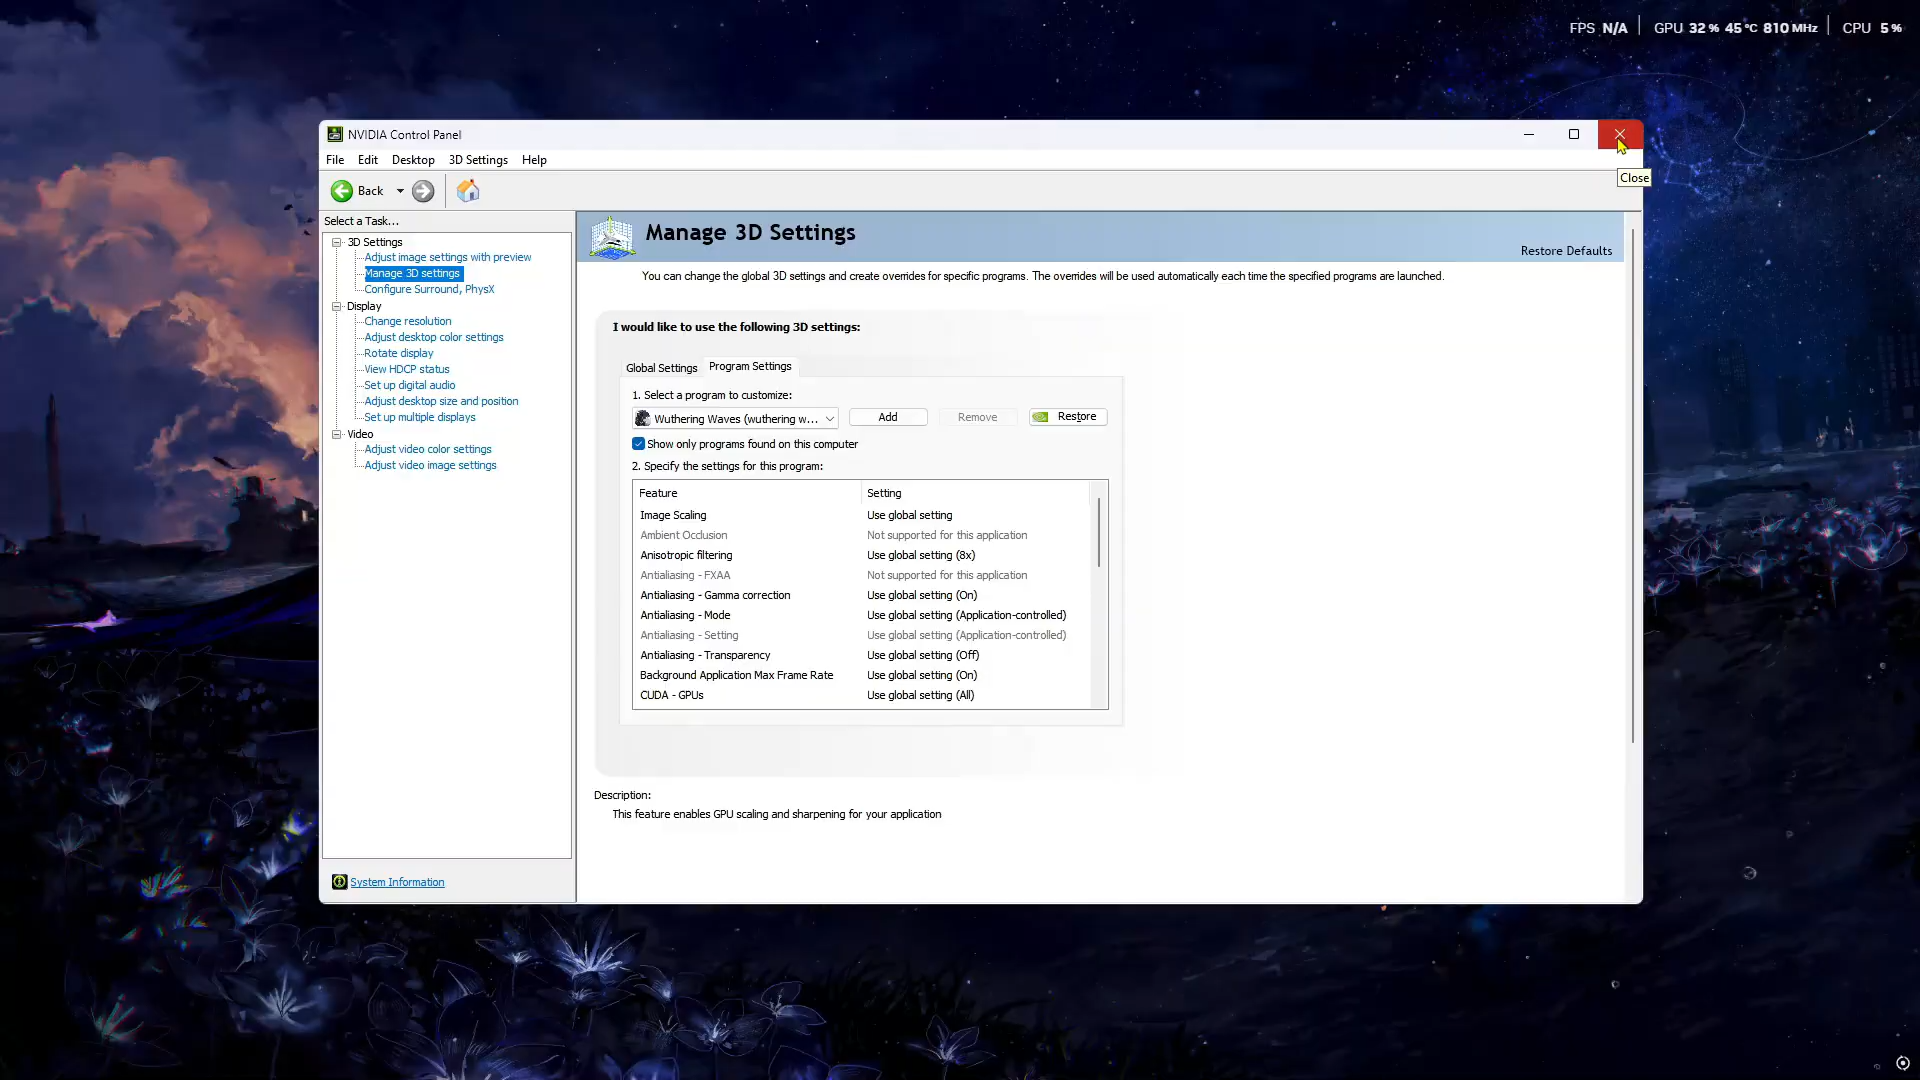 FPS N/A GPU 32 % 45 °C 810 MHz CPU 5 %
NVIDIA Control Panel
Close
File Edit Desktop 3D Settings Help
Back
Select a Task...
3D Settings
Adjust image settings with preview
Manage 3D settings
Configure Surround, PhysX
Display
Change resolution
Adjust desktop color settings
Rotate display
View HDCP status
Set up digital audio
Adjust desktop size and position
Set up multiple displays
Video
Adjust video color settings
Adjust video image settings
System Information
Manage 3D Settings
Restore Defaults
You can change the global 3D settings and create overrides for specific programs. The overrides will be used automatically each time the specified programs are launched.
I would like to use the following 3D settings:
Global Settings Program Settings
1. Select a program to customize:
Wuthering Waves (wuthering w... Add Remove Restore
Show only programs found on this computer
2. Specify the settings for this program:
Feature Setting
Image Scaling Use global setting
Ambient Occlusion Not supported for this application
Anisotropic filtering Use global setting (8x)
Antialiasing - FXAA Not supported for this application
Antialiasing - Gamma correction Use global setting (On)
Antialiasing - Mode Use global setting (Application-controlled)
Antialiasing - Setting Use global setting (Application-controlled)
Antialiasing - Transparency Use global setting (Off)
Background Application Max Frame Rate Use global setting (On)
CUDA - GPUs Use global setting (All)
Description:
This feature enables GPU scaling and sharpening for your application